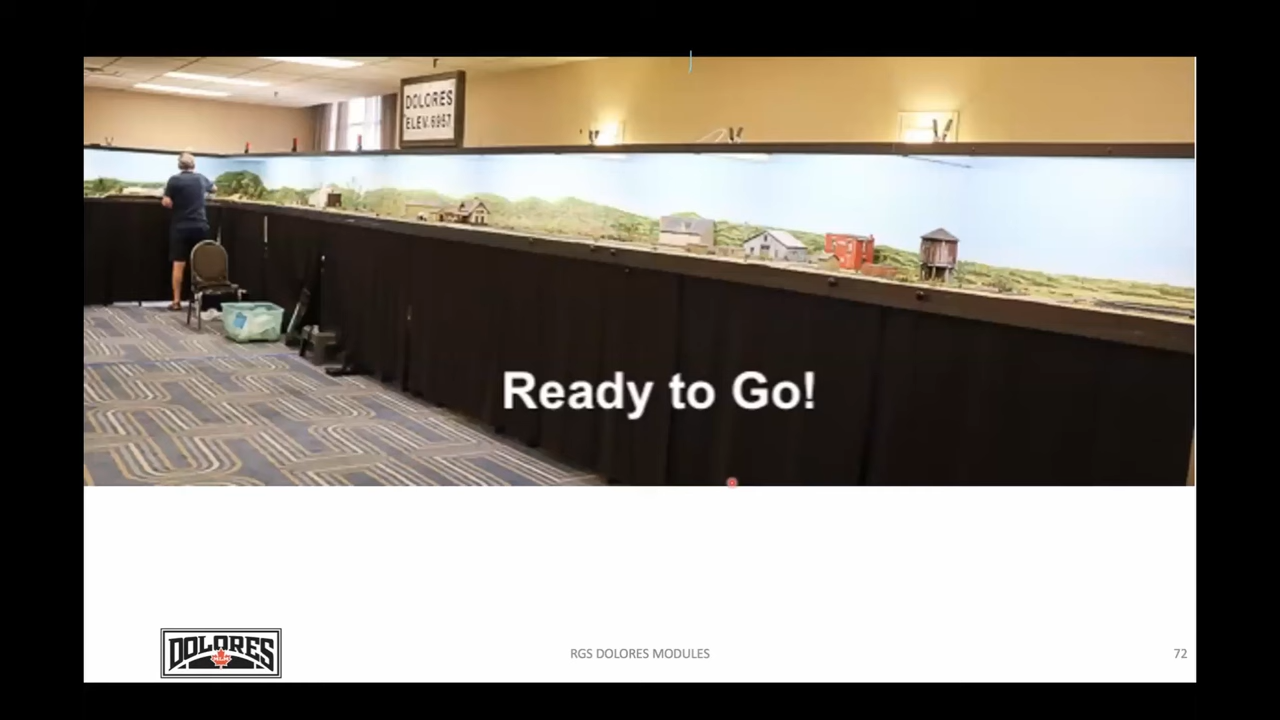 DOLORES
ELEV. 6957
Ready to Go!
DOLORES
RGS DOLORES MODULES
72